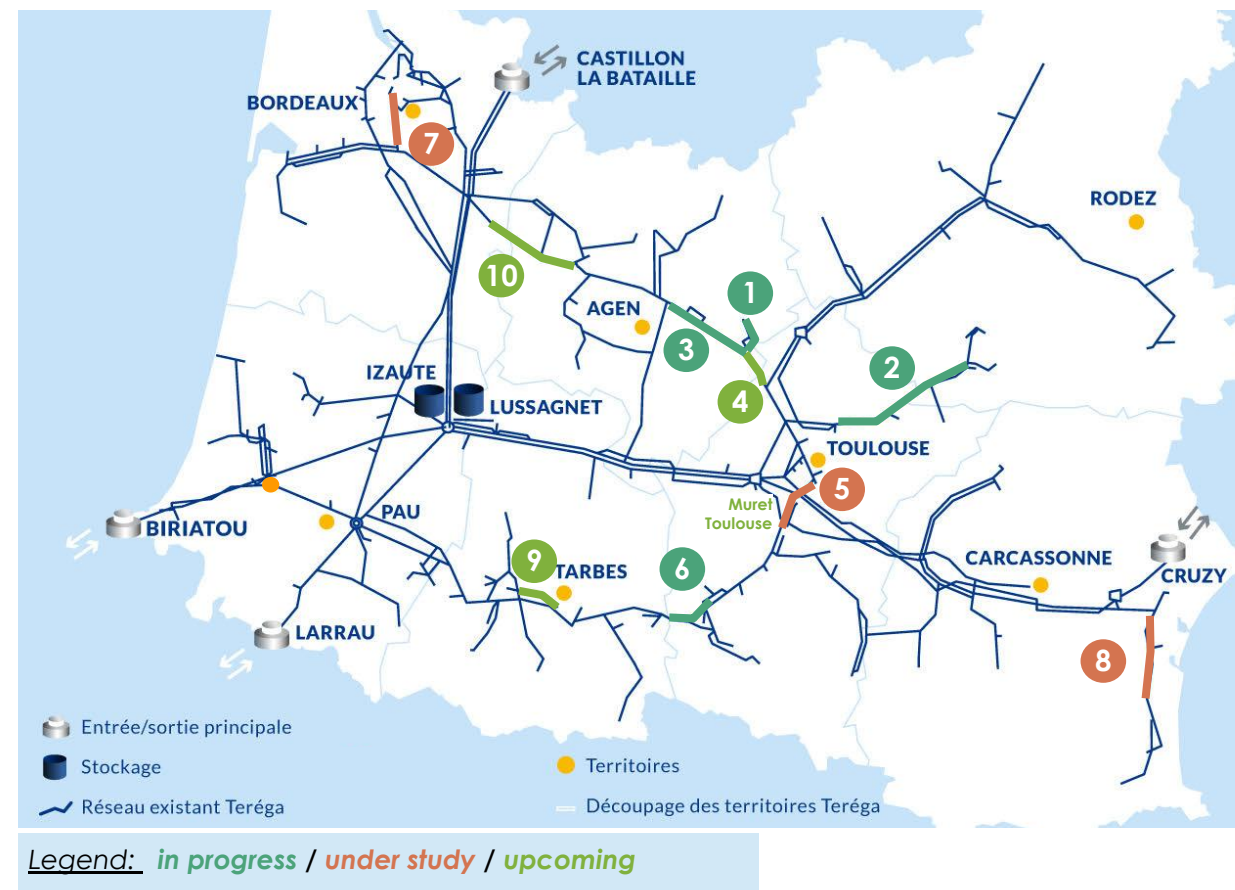 CASTILLON
LA BATAILLE
BORDEAUX
7
RODEZ
10
1
AGEN
3
2
IZAUTE
4
LUSSAGNET
TOULOUSE
5
Muret
Toulouse
PAU
BIRIATOU
CARCASSONNE
9
TARBES
6
CRUZY
LARRAU
8
Entrée/sortie principale
Stockage
Territoires
Réseau existant Teréga
Découpage des territoires Teréga
Legend: in progress / under study / upcoming